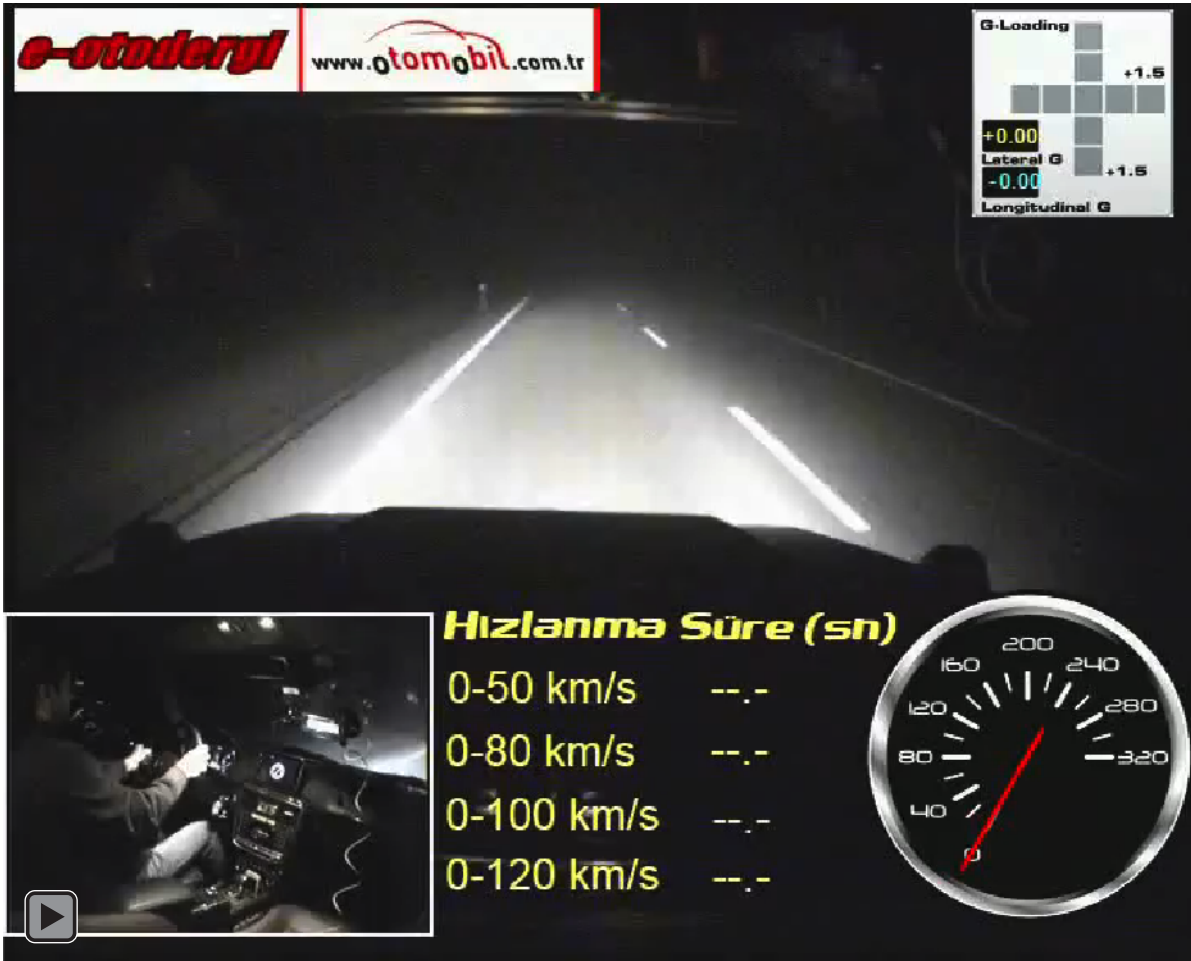 e-otodergi
www.otomobil.com.tr
G-Loading
+1.5
+0.00
Lateral G
-0.00
+1.5
Longitudinal G
Hızlanma Süre (sn)
0-50 km/s --.-
0-80 km/s --.-
0-100 km/s --.-
0-120 km/s --.-
0
40
80
120
160
200
240
280
320